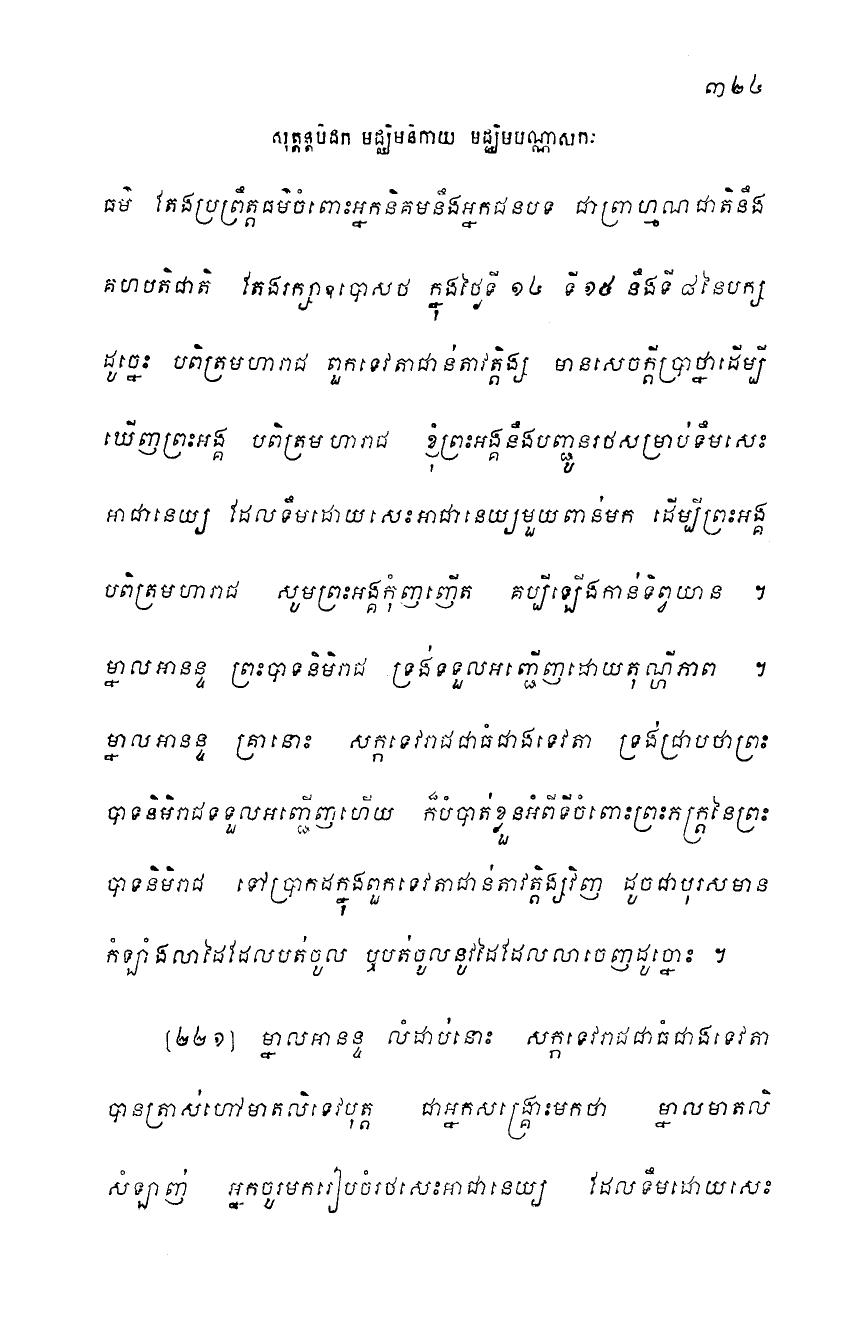 ៣២៤
សុត្តន្តបិដក មជ្ឈិមនិកាយ មជ្ឈិមបណ្ណាសកៈ
ធម៌ តែងប្រព្រឹត្តធម៌ចំពោះអ្នកនិគមនឹងអ្នកជនបទ ជាព្រាហ្មណជាតិនឹង
គហបតិជាតិ តែងរក្សាឧបោសថ ក្នុងថ្ងៃទី ១៤ ទី ១៥ នឹងទី ៨ នៃបក្ស
ដូច្នេះ បពិត្រមហារាជ ពួកទេវតាជាន់តាវត្តិង្ស មានសេចក្តីប្រាថ្នាដើម្បី
ឃើញព្រះអង្គ បពិត្រមហារាជ ខ្ញុំព្រះអង្គនឹងបញ្ជូនរថសម្រាប់ទឹមសេះ
អាជានេយ្យ ដែលទឹមដោយសេះអាជានេយ្យមួយពាន់មក ដើម្បីព្រះអង្គ
បពិត្រមហារាជ សូមព្រះអង្គកុំញញើត គប្បីឡើងកាន់ទិព្វយាន ។
ម្នាលអានន្ទ ព្រះបាទនិមិរាជ ទ្រង់ទទួលអញ្ជើញដោយតុណ្ហីភាព ។
ម្នាលអានន្ទ គ្រានោះ សក្កទេវរាជជាធំជាងទេវតា ទ្រង់ជ្រាបថាព្រះ
បាទនិមិរាជទទួលអញ្ជើញហើយ ក៏បំបាត់ខ្លួនអំពីទីចំពោះព្រះភក្ត្រនៃព្រះ
បាទនិមិរាជ ទៅប្រាកដក្នុងពួកទេវតាជាន់តាវត្តិង្សវិញ ដូចជាបុរសមាន
កំឡាំងលាដៃដែលបត់ចូល ឬបត់ចូលនូវដៃដែលលាចេញដូច្នោះ ។
[២២១] ម្នាលអានន្ទ លំដាប់នោះ សក្កទេវរាជជាធំជាងទេវតា
បានត្រាស់ហៅមាតលិទេវបុត្ត ជាអ្នកសង្គ្រោះមកថា ម្នាលមាតលិ
សំឡាញ់ អ្នកចូរមករៀបចំរថសេះអាជានេយ្យ ដែលទឹមដោយសេះ